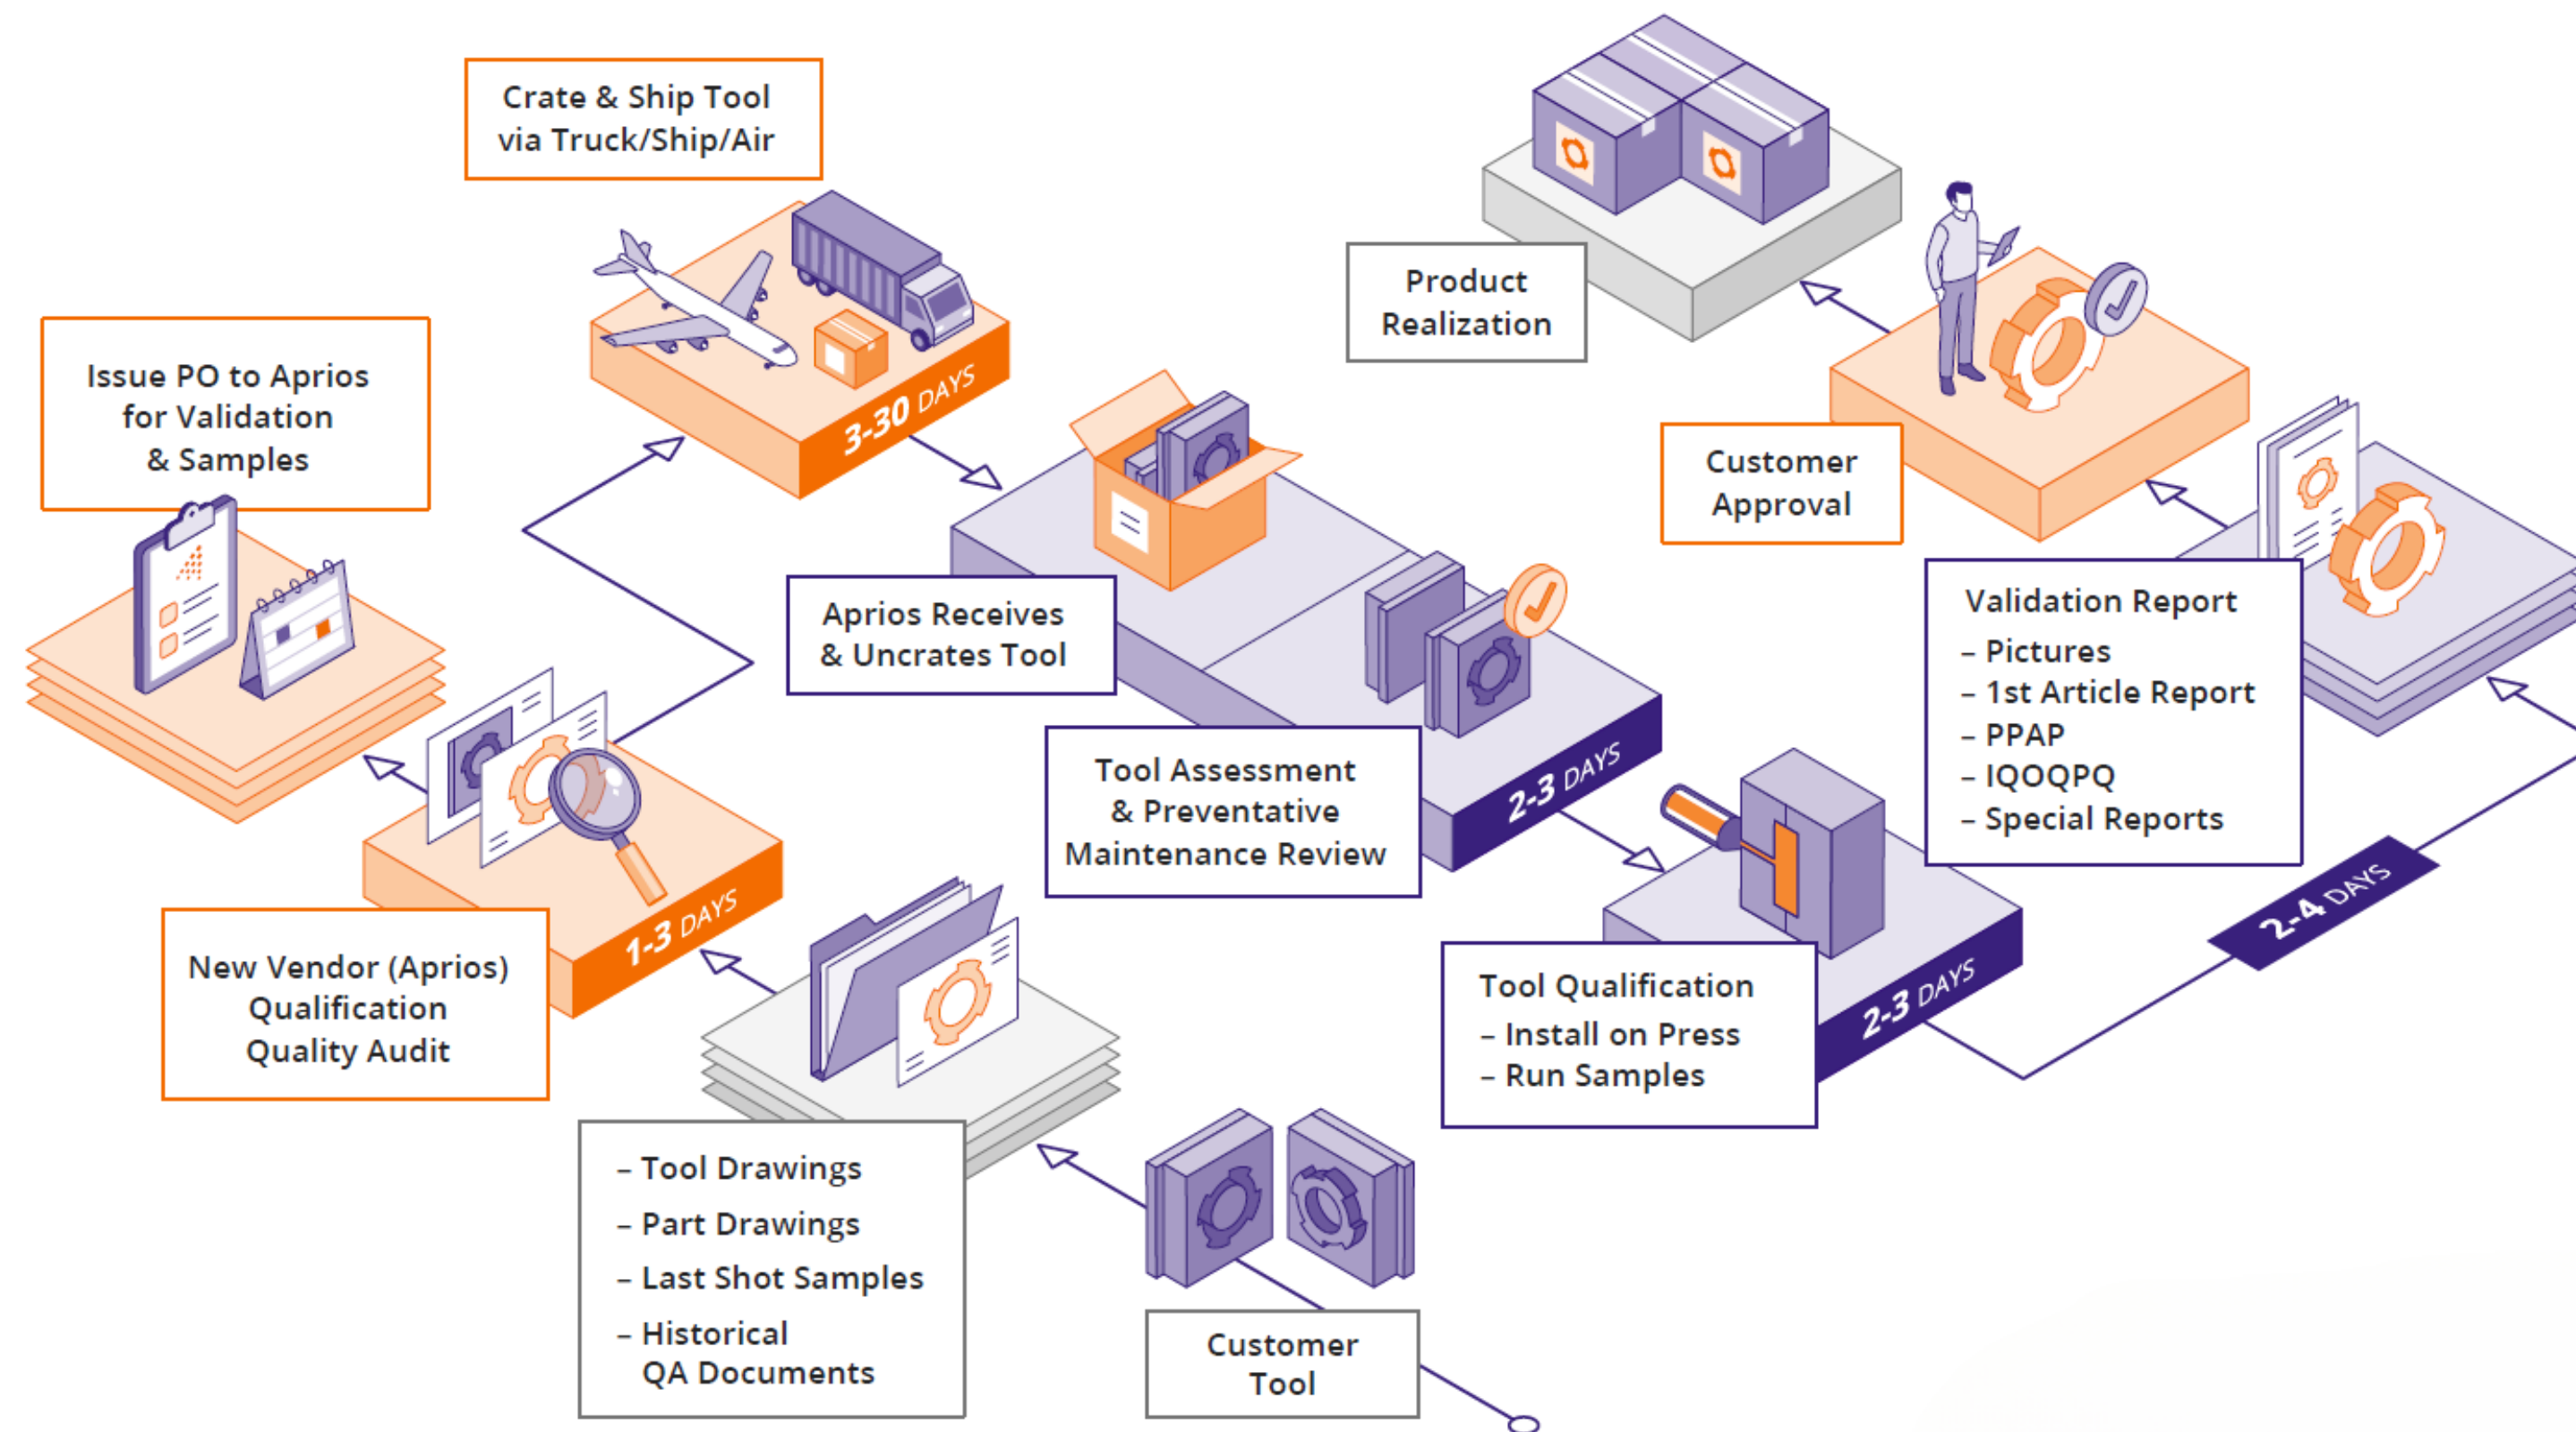 Crate & Ship Tool
via Truck/Ship/Air
3-30 DAYS
Issue PO to Aprios
for Validation
& Samples
New Vendor (Aprios)
Qualification
Quality Audit
1-3 DAYS
– Tool Drawings
– Part Drawings
– Last Shot Samples
– Historical
QA Documents
Customer
Tool
Aprios Receives
& Uncrates Tool
Tool Assessment
& Preventative
Maintenance Review
2-3 DAYS
Tool Qualification
– Install on Press
– Run Samples
2-3 DAYS
2-4 DAYS
Validation Report
– Pictures
– 1st Article Report
– PPAP
– IQOQPQ
– Special Reports
Customer
Approval
Product
Realization